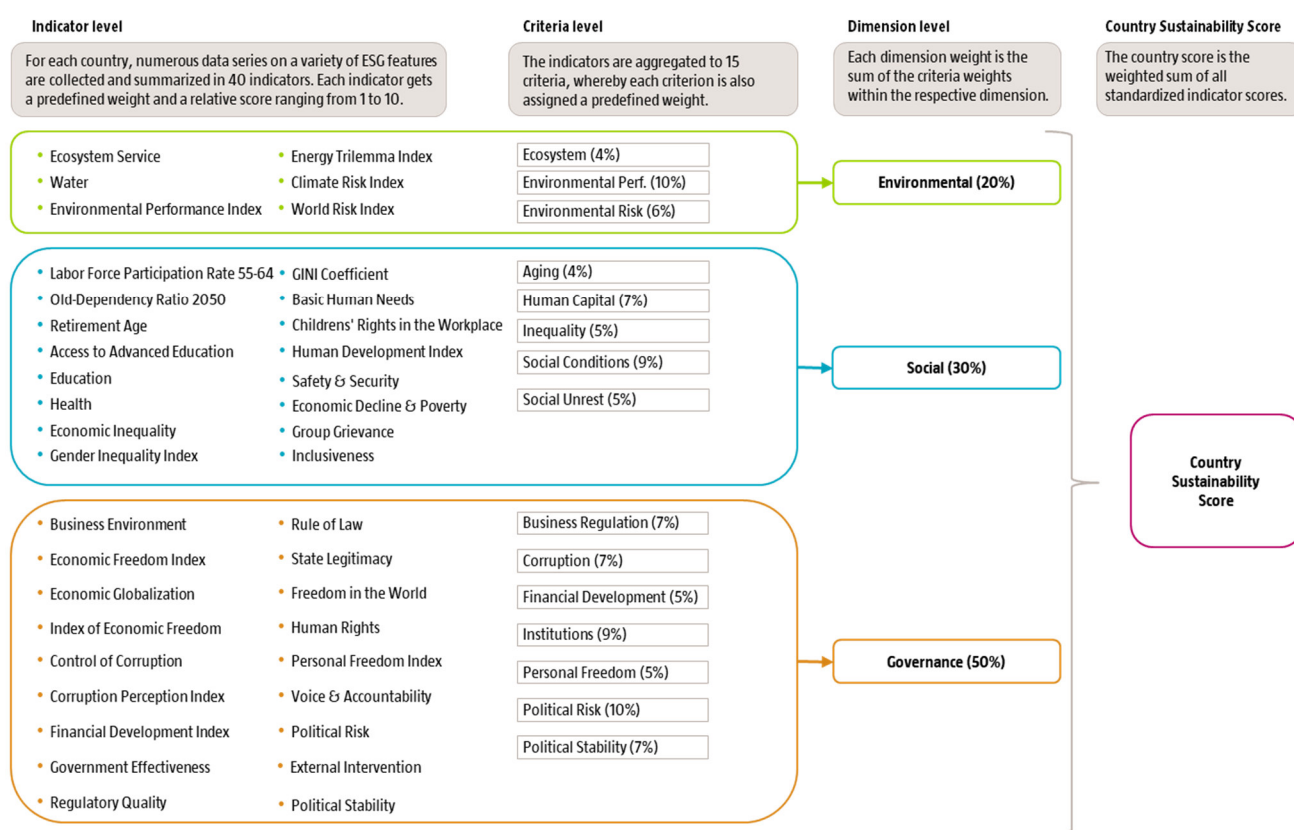 Indicator level
For each country, numerous data series on a variety of ESG features
are collected and summarized in 40 indicators. Each indicator gets
a predefined weight and a relative score ranging from 1 to 10.
Criteria level
The indicators are aggregated to 15
criteria, whereby each criterion is also
assigned a predefined weight.
Dimension level
Each dimension weight is the
sum of the criteria weights
within the respective dimension.
Country Sustainability Score
The country score is the
weighted sum of all
standardized indicator scores.
• Ecosystem Service
• Water
• Environmental Performance Index
• Energy Trilemma Index
• Climate Risk Index
• World Risk Index
Ecosystem (4%)
Environmental Perf. (10%)
Environmental Risk (6%)
Environmental (20%)
• Labor Force Participation Rate 55-64
• Old-Dependency Ratio 2050
• Retirement Age
• Access to Advanced Education
• Education
• Health
• Economic Inequality
• Gender Inequality Index
• GINI Coefficient
• Basic Human Needs
• Childrens' Rights in the Workplace
• Human Development Index
• Safety & Security
• Economic Decline & Poverty
• Group Grievance
• Inclusiveness
Aging (4%)
Human Capital (7%)
Inequality (5%)
Social Conditions (9%)
Social Unrest (5%)
Social (30%)
• Business Environment
• Economic Freedom Index
• Economic Globalization
• Index of Economic Freedom
• Control of Corruption
• Corruption Perception Index
• Financial Development Index
• Government Effectiveness
• Regulatory Quality
• Rule of Law
• State Legitimacy
• Freedom in the World
• Human Rights
• Personal Freedom Index
• Voice & Accountability
• Political Risk
• External Intervention
• Political Stability
Business Regulation (7%)
Corruption (7%)
Financial Development (5%)
Institutions (9%)
Personal Freedom (5%)
Political Risk (10%)
Political Stability (7%)
Governance (50%)
Country
Sustainability
Score